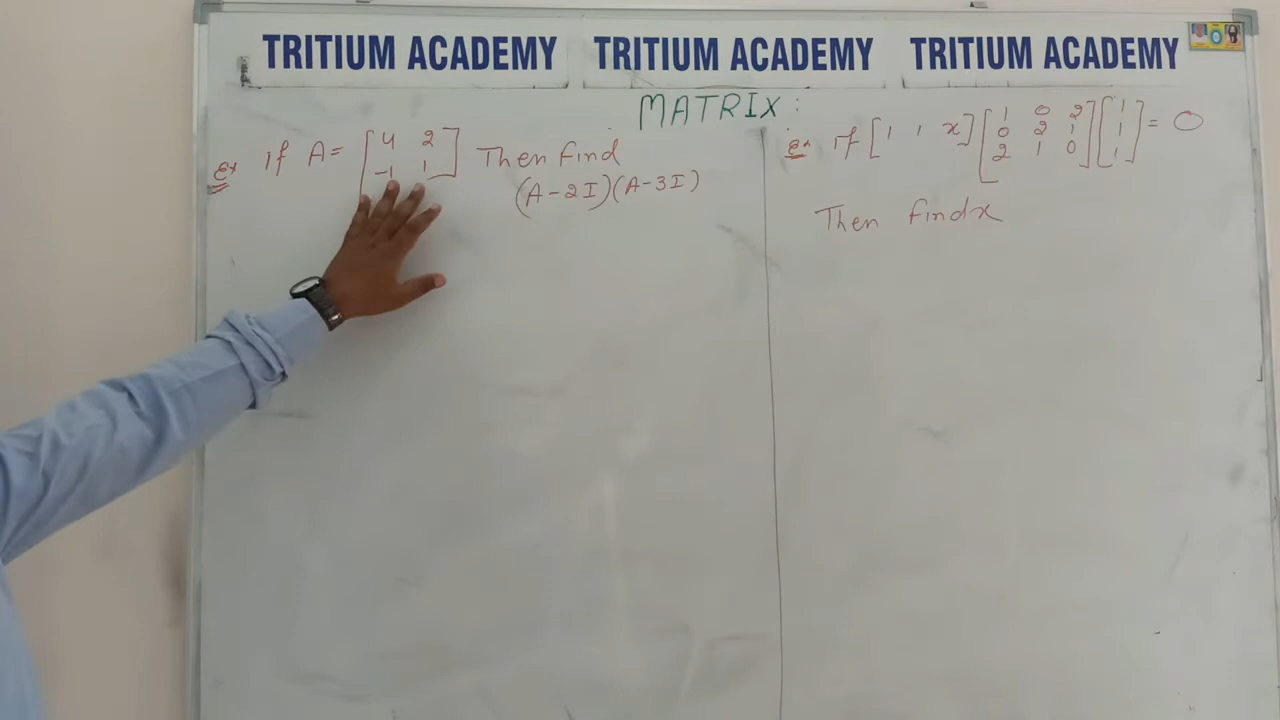 TRITIUM ACADEMY TRITIUM ACADEMY TRITIUM ACADEMY
MATRIX:
Ex If A= [ 4 2
-1 1 ] Then find
(A-2I)(A-3I)
Ex If [ 1 1 x ] [ 1 0 2
0 2 1
2 1 0 ] [ 1
1
1 ] = 0
Then find x